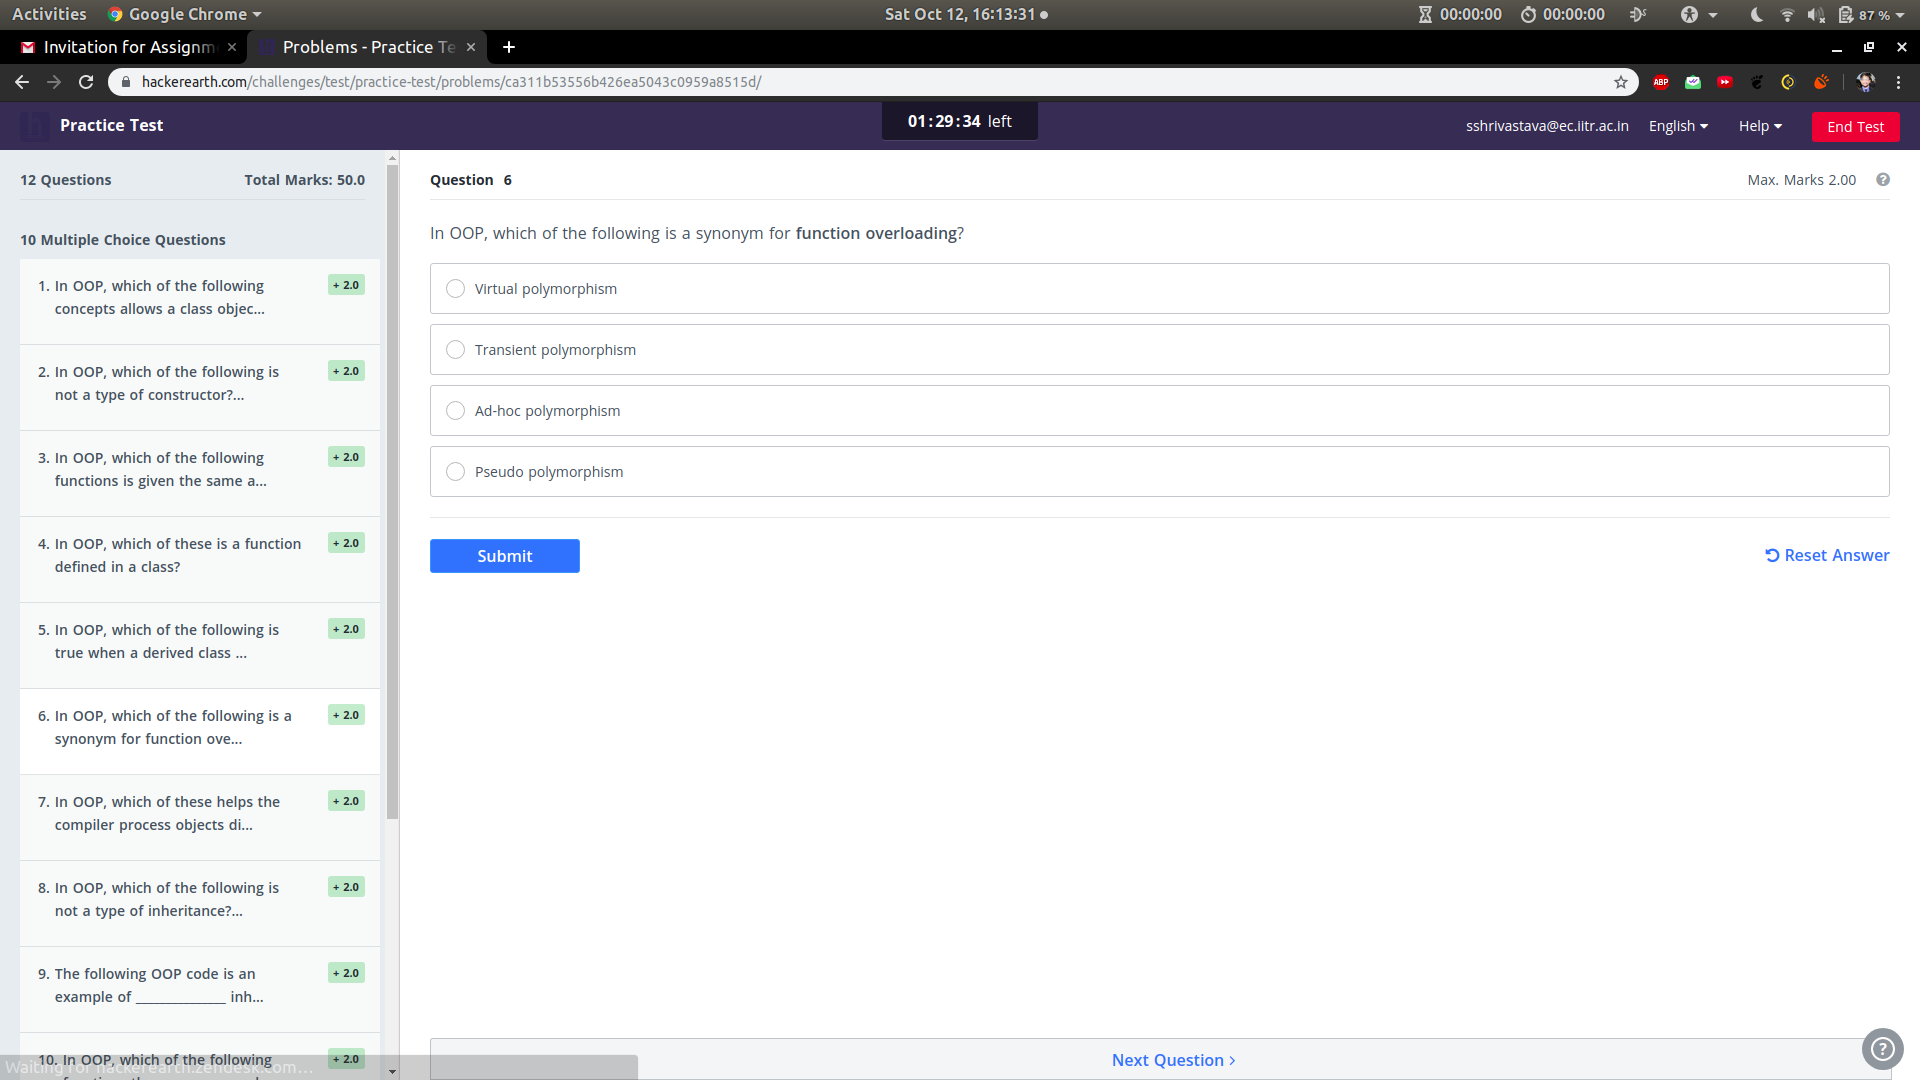 Activities Google Chrome Sat Oct 12, 16:13:31 00:00:00 00:00:00 87 %
Invitation for Assignm Problems - Practice Te
hackerearth.com/challenges/test/practice-test/problems/ca311b53556b426ea5043c0959a8515d/ ABP
Practice Test 01:29:34 left sshrivastava@ec.iitr.ac.in English Help End Test
12 Questions Total Marks: 50.0
10 Multiple Choice Questions
1. In OOP, which of the following + 2.0
concepts allows a class objec...
2. In OOP, which of the following is + 2.0
not a type of constructor?...
3. In OOP, which of the following + 2.0
functions is given the same a...
4. In OOP, which of these is a function + 2.0
defined in a class?
5. In OOP, which of the following is + 2.0
true when a derived class ...
6. In OOP, which of the following is a + 2.0
synonym for function ove...
7. In OOP, which of these helps the + 2.0
compiler process objects di...
8. In OOP, which of the following is + 2.0
not a type of inheritance?...
9. The following OOP code is an + 2.0
example of _______________ inh...
10. In OOP, which of the following + 2.0
Waiting for hackerearth.zendesk.com...
Question 6 Max. Marks 2.00 ?
In OOP, which of the following is a synonym for function overloading?
Virtual polymorphism
Transient polymorphism
Ad-hoc polymorphism
Pseudo polymorphism
Submit Reset Answer
Next Question >
?